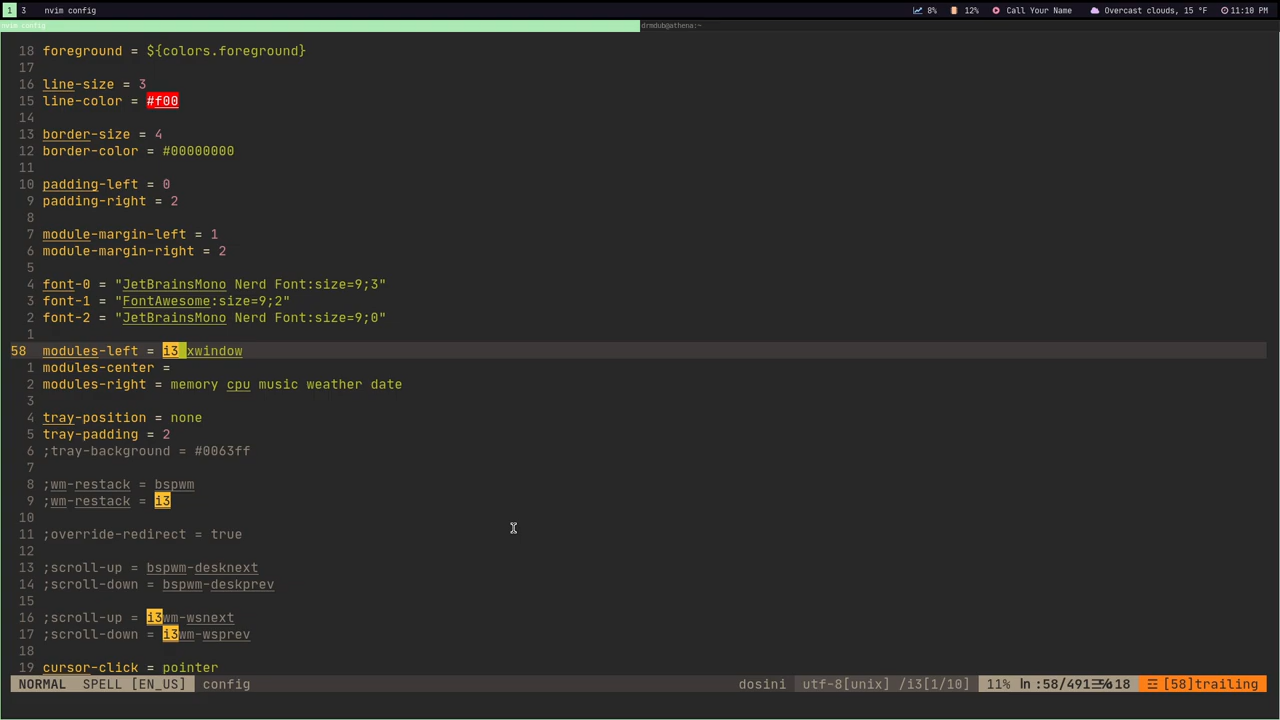 1 3 nvim config 8% 12% Call Your Name Overcast clouds, 15 °F 11:10 PM
nvim config drmdub@athena:~
18 foreground = ${colors.foreground}
17
16 line-size = 3
15 line-color = #f00
14
13 border-size = 4
12 border-color = #00000000
11
10 padding-left = 0
9 padding-right = 2
8
7 module-margin-left = 1
6 module-margin-right = 2
5
4 font-0 = "JetBrainsMono Nerd Font:size=9;3"
3 font-1 = "FontAwesome:size=9;2"
2 font-2 = "JetBrainsMono Nerd Font:size=9;0"
1
58 modules-left = i3 xwindow
1 modules-center =
2 modules-right = memory cpu music weather date
3
4 tray-position = none
5 tray-padding = 2
6 ;tray-background = #0063ff
7
8 ;wm-restack = bspwm
9 ;wm-restack = i3
10
11 ;override-redirect = true
12
13 ;scroll-up = bspwm-desknext
14 ;scroll-down = bspwm-deskprev
15
16 ;scroll-up = i3wm-wsnext
17 ;scroll-down = i3wm-wsprev
18
19 cursor-click = pointer
NORMAL SPELL [EN_US] config dosini utf-8[unix] /i3[1/10] 11% ln :58/491 18 [58]trailing